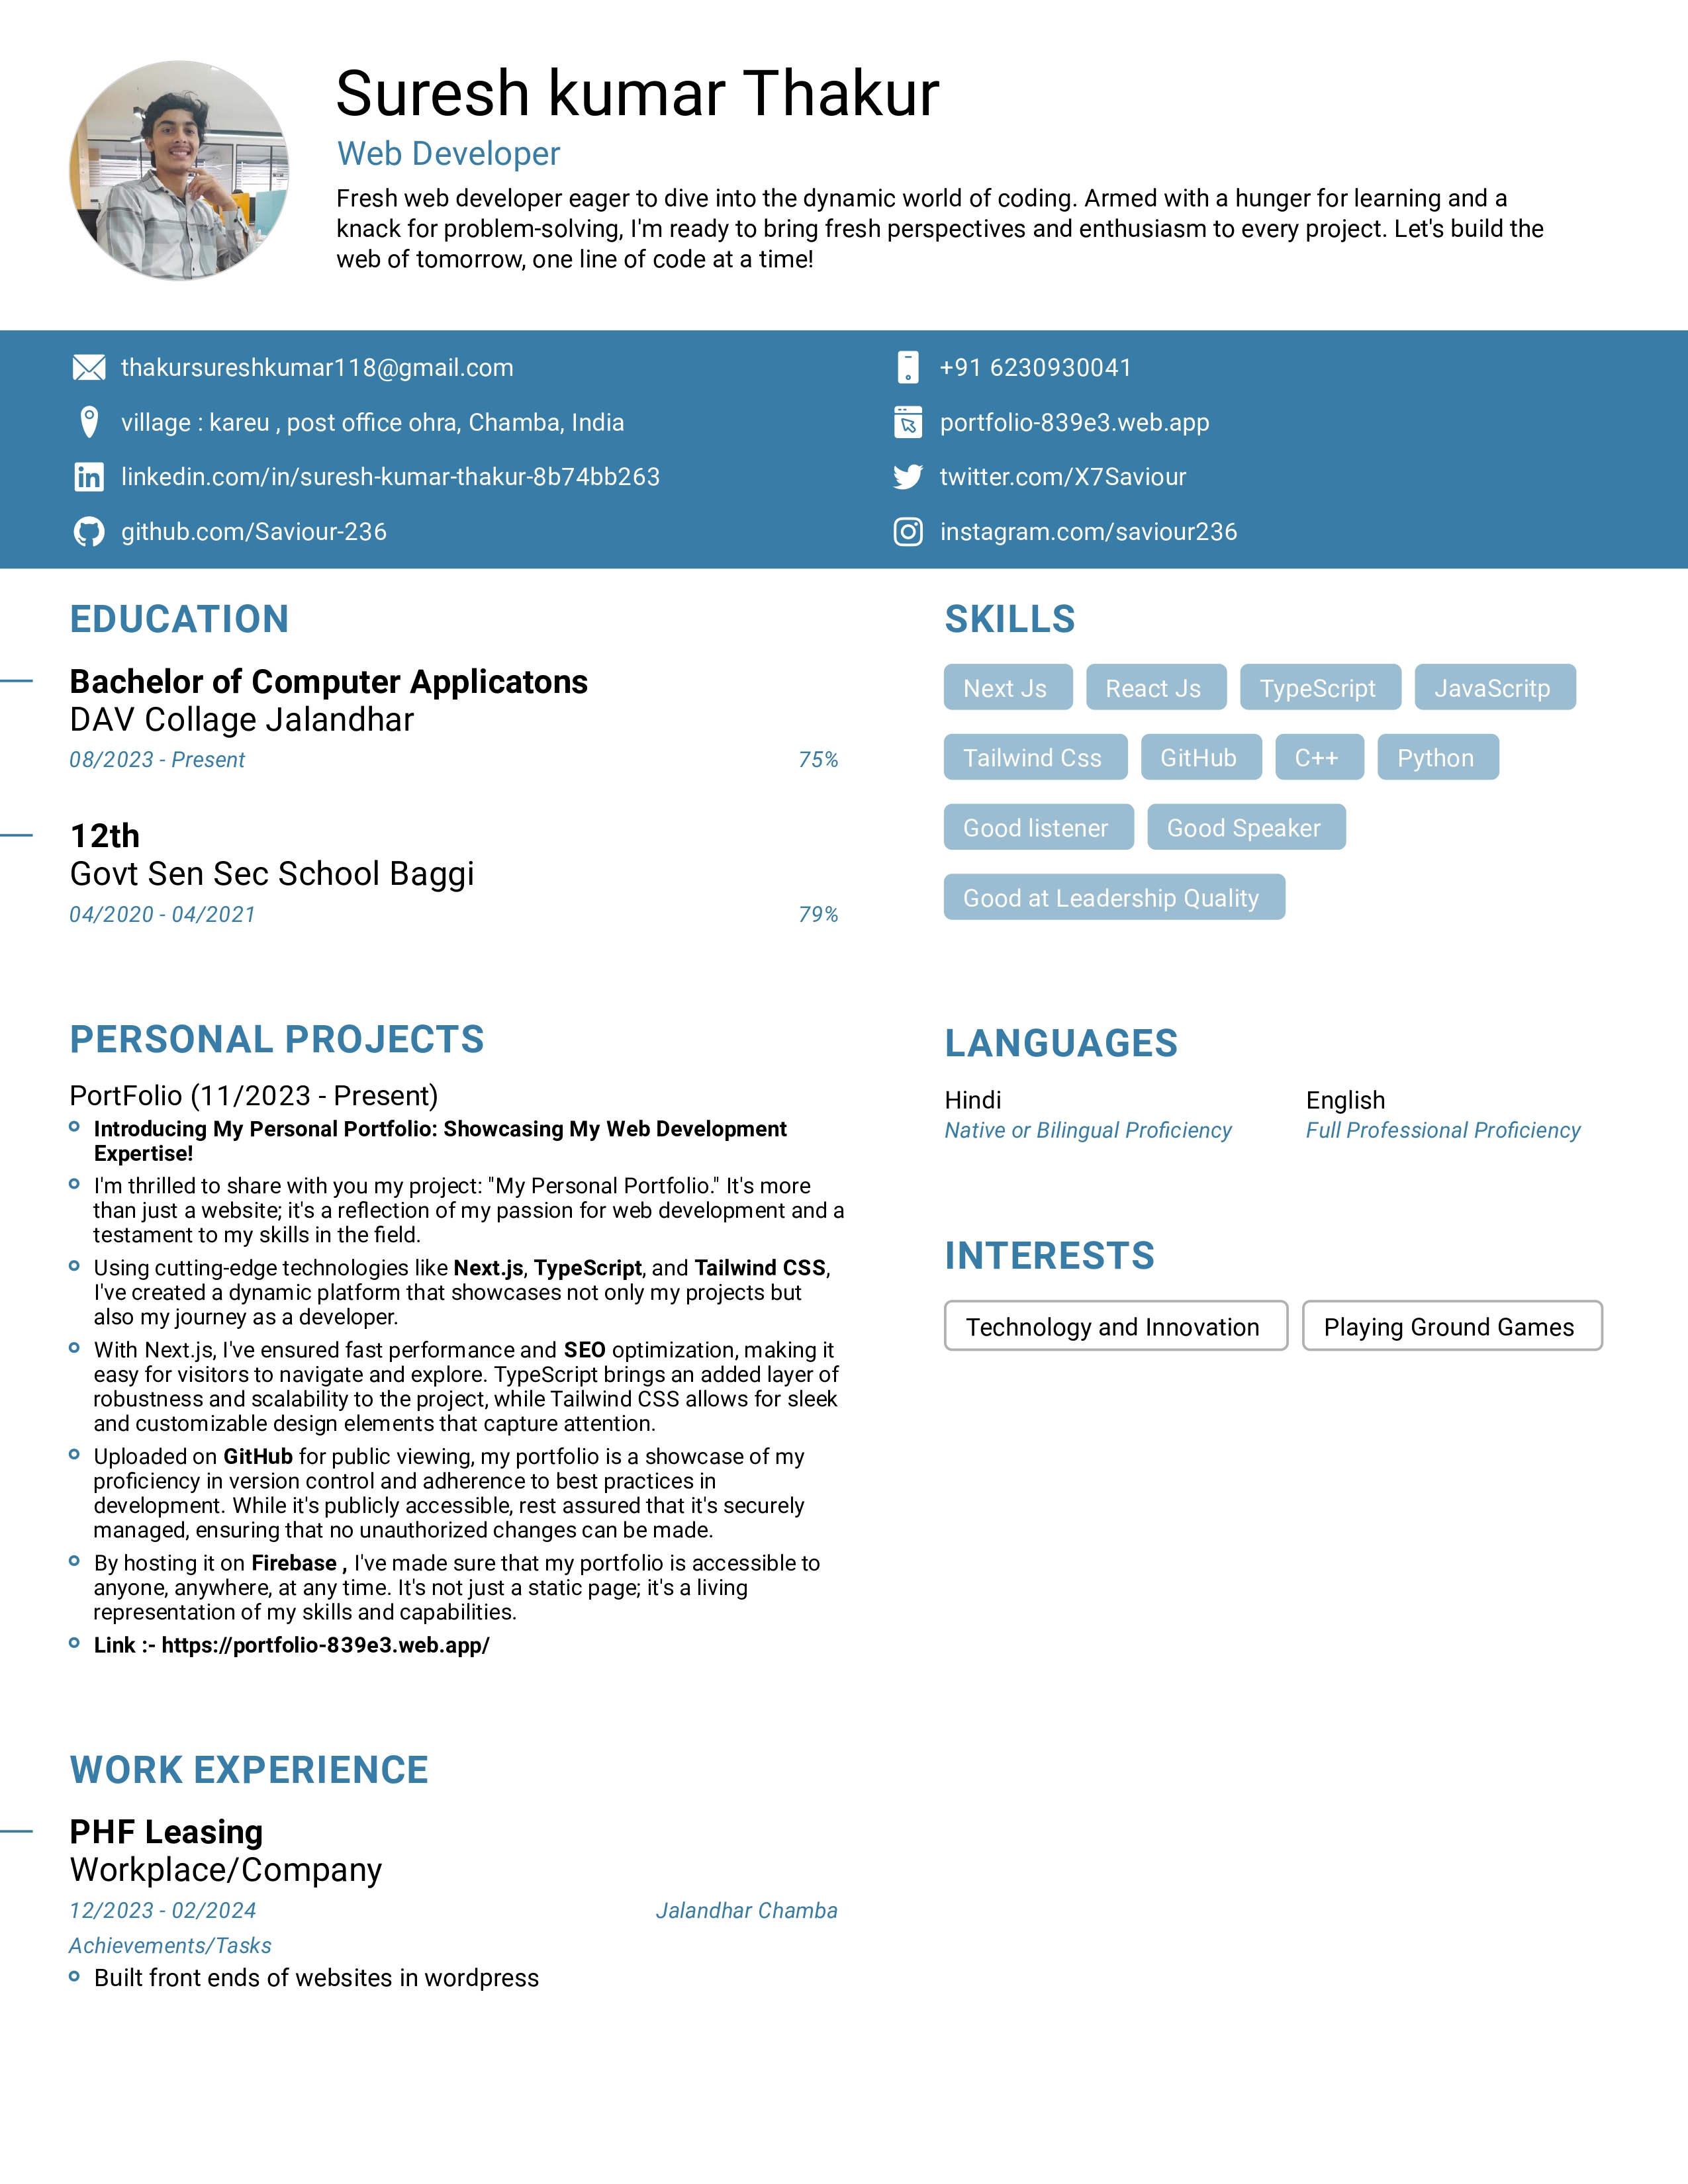 Suresh kumar Thakur
Web Developer
Fresh web developer eager to dive into the dynamic world of coding. Armed with a hunger for learning and a
knack for problem-solving, I'm ready to bring fresh perspectives and enthusiasm to every project. Let's build the
web of tomorrow, one line of code at a time!
thakursureshkumar118@gmail.com
+91 6230930041
village : kareu , post office ohra, Chamba, India
portfolio-839e3.web.app
linkedin.com/in/suresh-kumar-thakur-8b74bb263
twitter.com/X7Saviour
github.com/Saviour-236
instagram.com/saviour236
EDUCATION
Bachelor of Computer Applicatons
DAV Collage Jalandhar
08/2023 - Present 75%
12th
Govt Sen Sec School Baggi
04/2020 - 04/2021 79%
PERSONAL PROJECTS
PortFolio (11/2023 - Present)
Introducing My Personal Portfolio: Showcasing My Web Development
Expertise!
I'm thrilled to share with you my project: "My Personal Portfolio." It's more
than just a website; it's a reflection of my passion for web development and a
testament to my skills in the field.
Using cutting-edge technologies like Next.js, TypeScript, and Tailwind CSS,
I've created a dynamic platform that showcases not only my projects but
also my journey as a developer.
With Next.js, I've ensured fast performance and SEO optimization, making it
easy for visitors to navigate and explore. TypeScript brings an added layer of
robustness and scalability to the project, while Tailwind CSS allows for sleek
and customizable design elements that capture attention.
Uploaded on GitHub for public viewing, my portfolio is a showcase of my
proficiency in version control and adherence to best practices in
development. While it's publicly accessible, rest assured that it's securely
managed, ensuring that no unauthorized changes can be made.
By hosting it on Firebase , I've made sure that my portfolio is accessible to
anyone, anywhere, at any time. It's not just a static page; it's a living
representation of my skills and capabilities.
Link :- https://portfolio-839e3.web.app/
WORK EXPERIENCE
PHF Leasing
Workplace/Company
12/2023 - 02/2024 Jalandhar Chamba
Achievements/Tasks
Built front ends of websites in wordpress
SKILLS
Next Js React Js TypeScript JavaScritp
Tailwind Css GitHub C++ Python
Good listener Good Speaker
Good at Leadership Quality
LANGUAGES
Hindi English
Native or Bilingual Proficiency Full Professional Proficiency
INTERESTS
Technology and Innovation Playing Ground Games